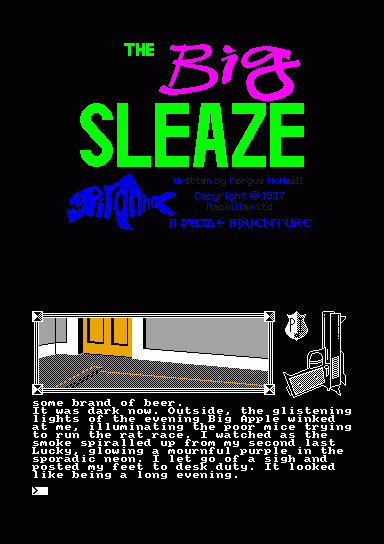 THE Big
SLEAZE
Written by Fergus McNeill
PiRanha
Copyright © 1987
Macmillan Ltd.
A DELTA 4 ADVENTURE
P
some brand of beer.
It was dark now. Outside, the glistening
lights of the evening Big Apple winked
at me, illuminating the poor mice trying
to run the rat race. I watched as the
smoke spiralled up from my second last
Lucky, glowing a mournful purple in the
sporadic neon. I let go of a sigh and
posted my feet to desk duty. It looked
like being a long evening.
>